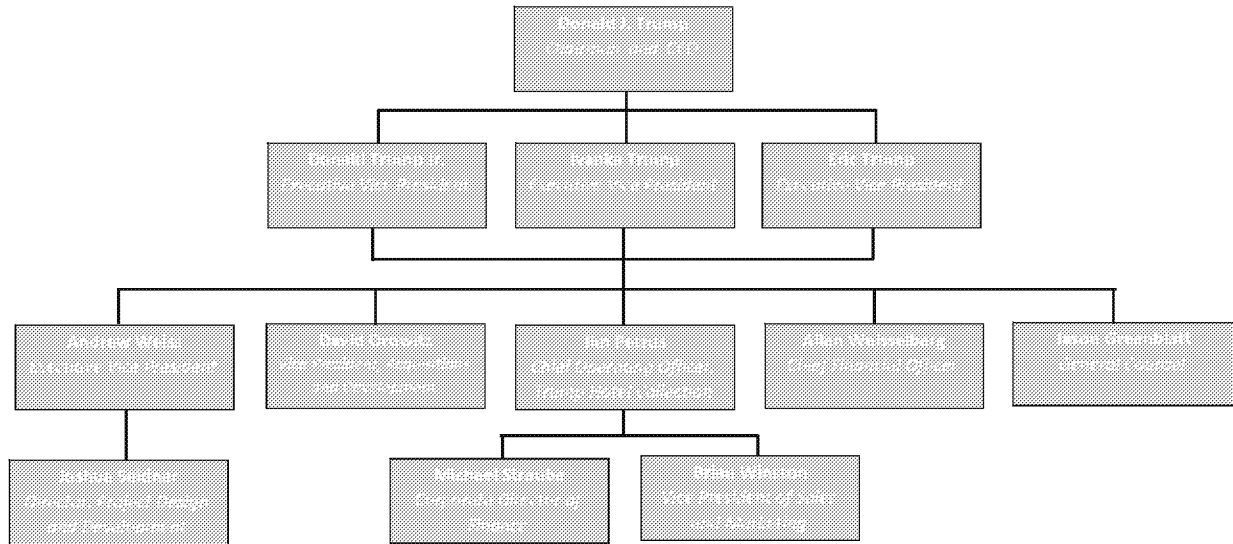 Donald J. Trump
Chairman and CEO
Donald Trump Jr.
Executive Vice President
Ivanka Trump
Executive Vice President
Eric Trump
Executive Vice President
Andrew Weiss
Executive Vice President
David Orowitz
Vice President, Acquisitions
and Development
Jim Petrus
Chief Operating Officer
Trump Hotel Collection
Allen Weisselberg
Chief Financial Officer
Jason Greenblatt
General Counsel
Director, Project Design
and Development
Michael
Director of
Finance
Vice President of Sales
and Marketing